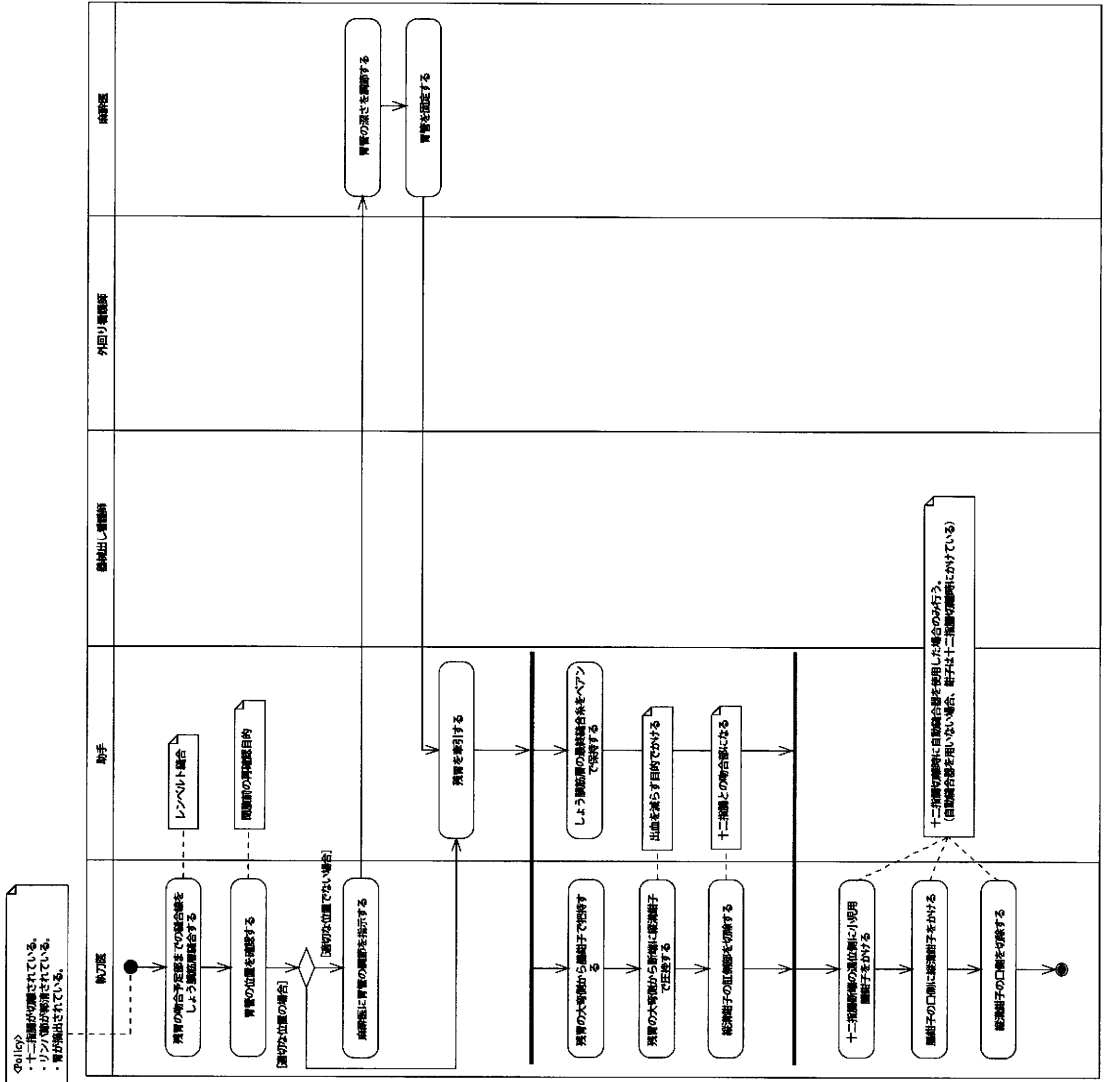 <Policy>
・十二指腸が切離されている。
・リンパ節が郭清されている。
・胃が摘出されている。
執刀医
助手
器械出し看護師
外回り看護師
麻酔医
残胃の吻合予定部までの縫合線を
しょう膜筋層縫合する
レンベルト縫合
胃管の位置を確認する
閉腹前の再確認目的
[適切な位置の場合]
[適切な位置でない場合]
麻酔医に胃管の調節を指示する
胃管の深さを調節する
胃管を固定する
残胃を牽引する
残胃の大弯側から腸鉗子で把持す
る
しょう膜筋層の最終縫合糸をペアン
で保持する
残胃の大弯側から断端に縦溝鉗子
で圧挫する
出血を減らす目的でかける
縦溝鉗子の肛側部を切除する
十二指腸との吻合部になる
十二指腸断端の遠位側に小児用
腸鉗子をかける
腸鉗子の口側に縦溝鉗子をかける
縦溝鉗子の口側を切除する
十二指腸切離時に自動縫合器を使用した場合のみ行う。
(自動縫合器を用いない場合、鉗子は十二指腸切離時にかけている)